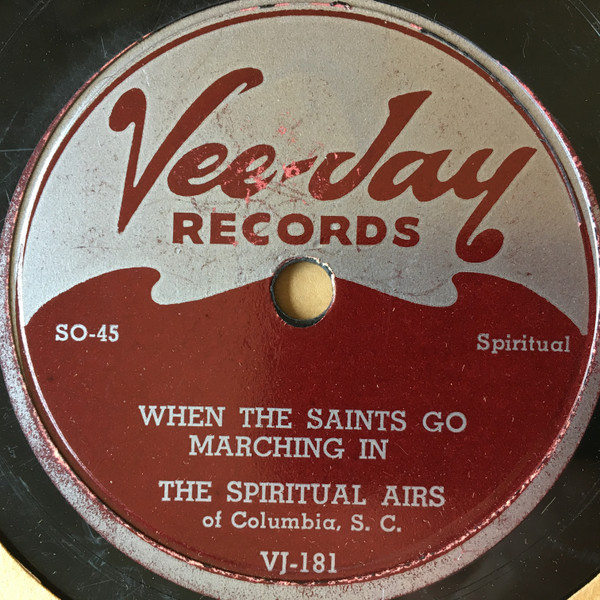 Vee-Jay
RECORDS
SO-45
Spiritual
WHEN THE SAINTS GO
MARCHING IN
THE SPIRITUAL AIRS
of Columbia, S. C.
VJ-181